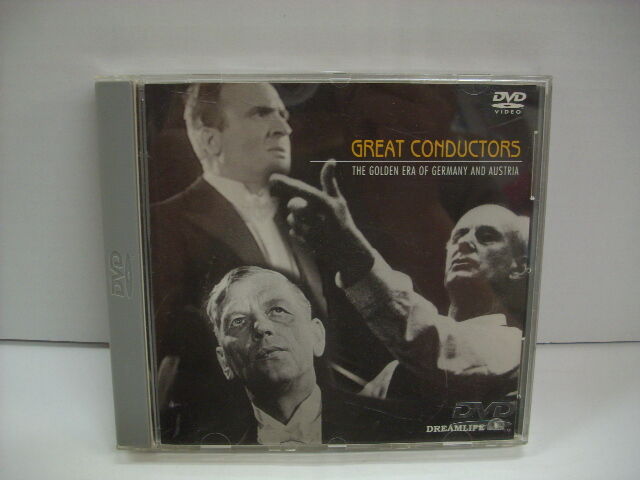 DVD
VIDEO
GREAT CONDUCTORS
THE GOLDEN ERA OF GERMANY AND AUSTRIA
DVD
DVD
DREAMLIFE